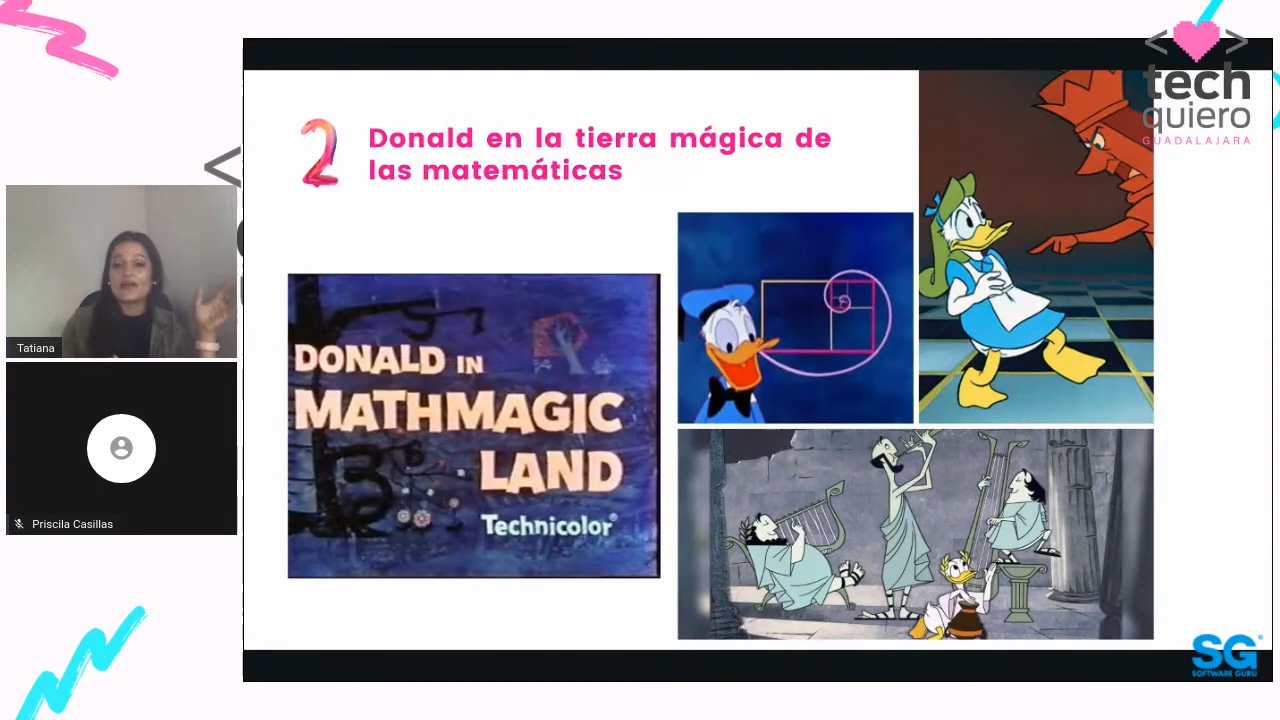 2 Donald en la tierra mágica de
las matemáticas
DONALD IN
MATHMAGIC
LAND
Technicolor®
< >
tech
quiero
GUADALAJARA
<
Tatiana
Priscila Casillas
SG®
SOFTWARE GURU